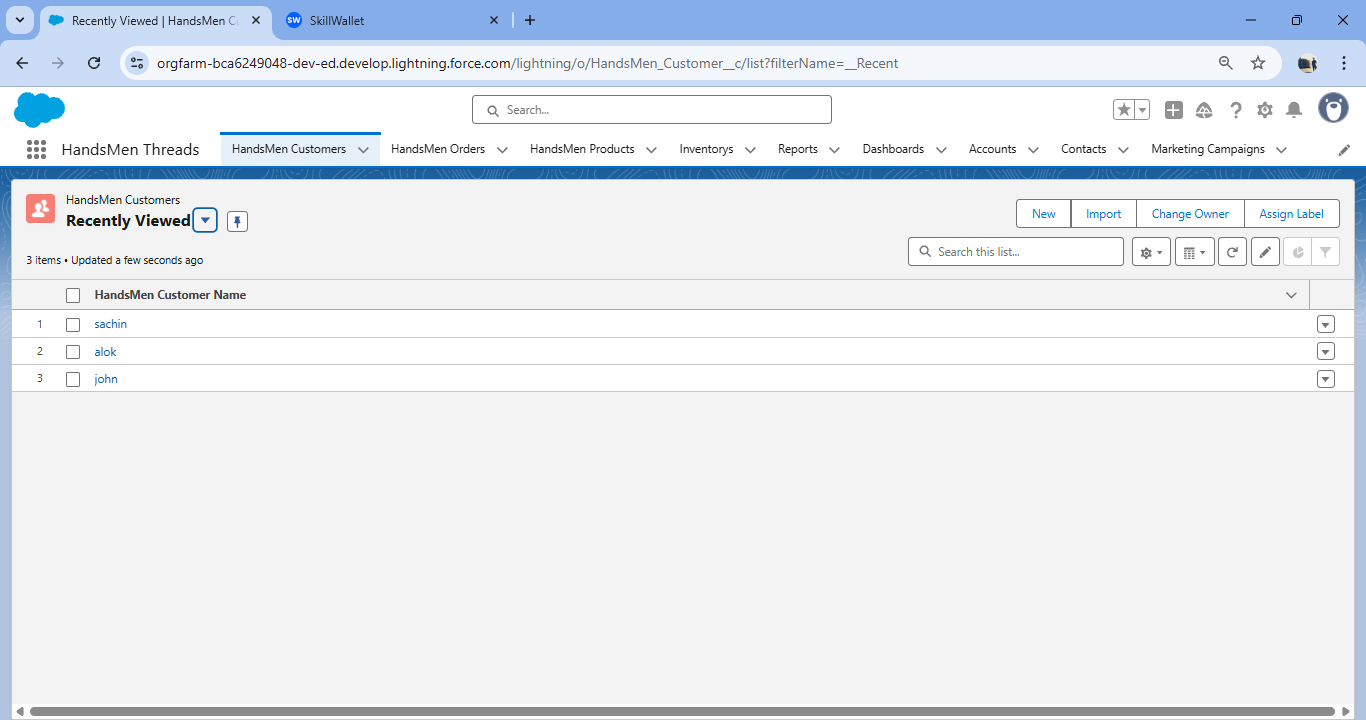 Recently Viewed | HandsMen C
SW SkillWallet
orgfarm-bca6249048-dev-ed.develop.lightning.force.com/lightning/o/HandsMen_Customer__c/list?filterName=__Recent
Search...
HandsMen Threads HandsMen Customers HandsMen Orders HandsMen Products Inventorys Reports Dashboards Accounts Contacts Marketing Campaigns
HandsMen Customers
Recently Viewed
New Import Change Owner Assign Label
3 items • Updated a few seconds ago
Search this list...
HandsMen Customer Name
1 sachin
2 alok
3 john